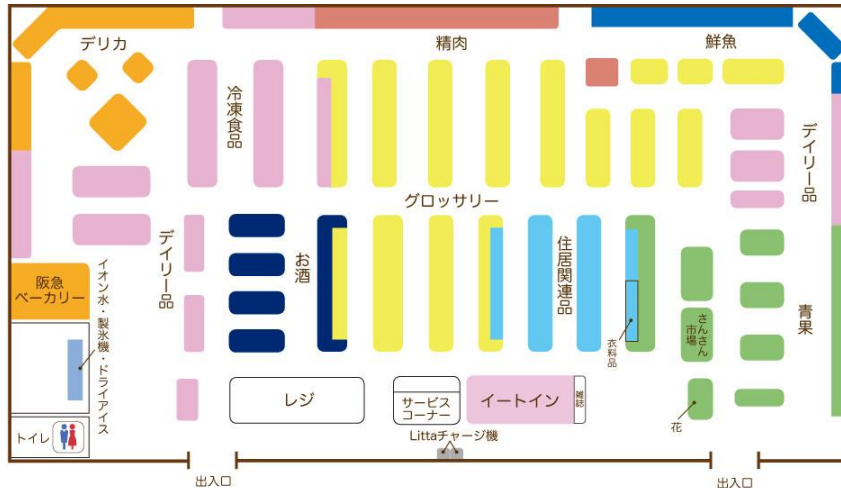 デリカ
精肉
鮮魚
冷凍食品
デイリー品
グロッサリー
デイリー品
お酒
住居関連品
青果
阪急
ベーカリー
イオン水・製氷機・ドライアイス
さんさん
市場
衣料品
レジ
サービス
コーナー
イートイン
雑誌
花
トイレ
Littaチャージ機
出入口
出入口